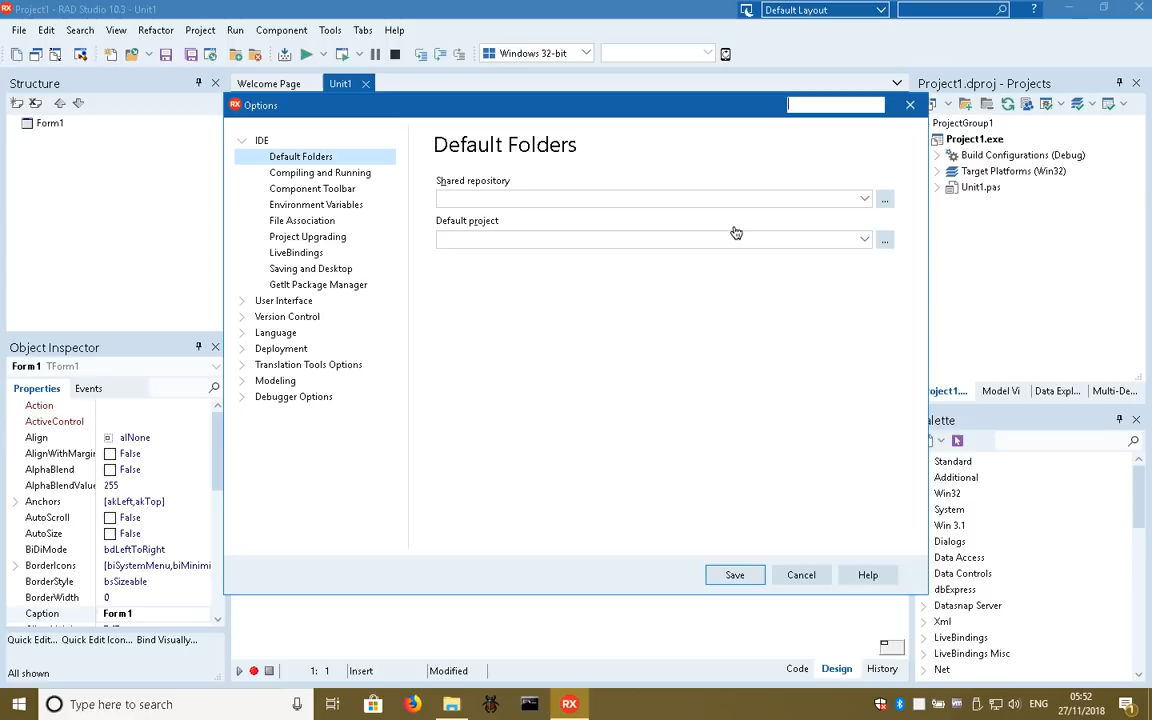 Project1 - RAD Studio 10.3 - Unit1
Default Layout
?
File Edit Search View Refactor Project Run Component Tools Tabs Help
Windows 32-bit
Structure
Form1
Welcome Page
Unit1
Project1.dproj - Projects
ProjectGroup1
Project1.exe
Build Configurations (Debug)
Target Platforms (Win32)
Unit1.pas
RX Options
IDE
Default Folders
Compiling and Running
Component Toolbar
Environment Variables
File Association
Project Upgrading
LiveBindings
Saving and Desktop
GetIt Package Manager
User Interface
Version Control
Language
Deployment
Translation Tools Options
Modeling
Debugger Options
Default Folders
Shared repository
...
Default project
...
Save
Cancel
Help
Object Inspector
Form1 TForm1
Properties
Events
Action
ActiveControl
Align alNone
AlignWithMargin False
AlphaBlend False
AlphaBlendValue 255
Anchors [akLeft,akTop]
AutoScroll False
AutoSize False
BiDiMode bdLeftToRight
BorderIcons [biSystemMenu,biMinimi
BorderStyle bsSizeable
BorderWidth 0
Caption Form1
Quick Edit... Quick Edit Icon... Bind Visually...
All shown
1: 1
Insert
Modified
Code
Design
History
roject1....
Model Vi
Data Expl...
Multi-De...
alette
Standard
Additional
Win32
System
Win 3.1
Dialogs
Data Access
Data Controls
dbExpress
Datasnap Server
Xml
LiveBindings
LiveBindings Misc
Net
Type here to search
RX
ENG
05:52
27/11/2018